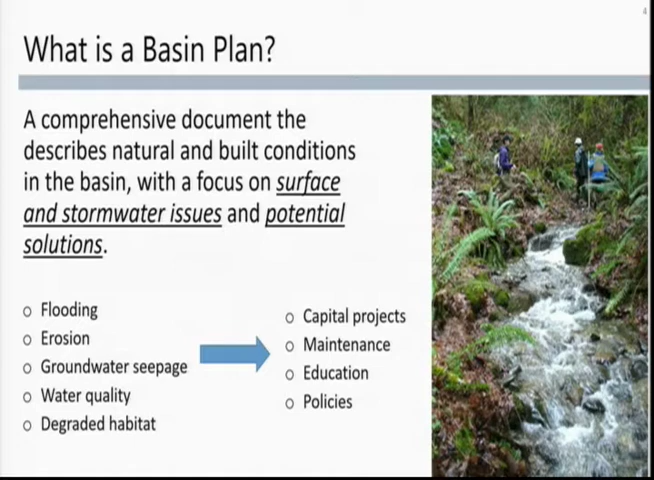 4
What is a Basin Plan?
A comprehensive document the
describes natural and built conditions
in the basin, with a focus on surface
and stormwater issues and potential
solutions.
○ Flooding
○ Erosion
○ Groundwater seepage
○ Water quality
○ Degraded habitat
○ Capital projects
○ Maintenance
○ Education
○ Policies